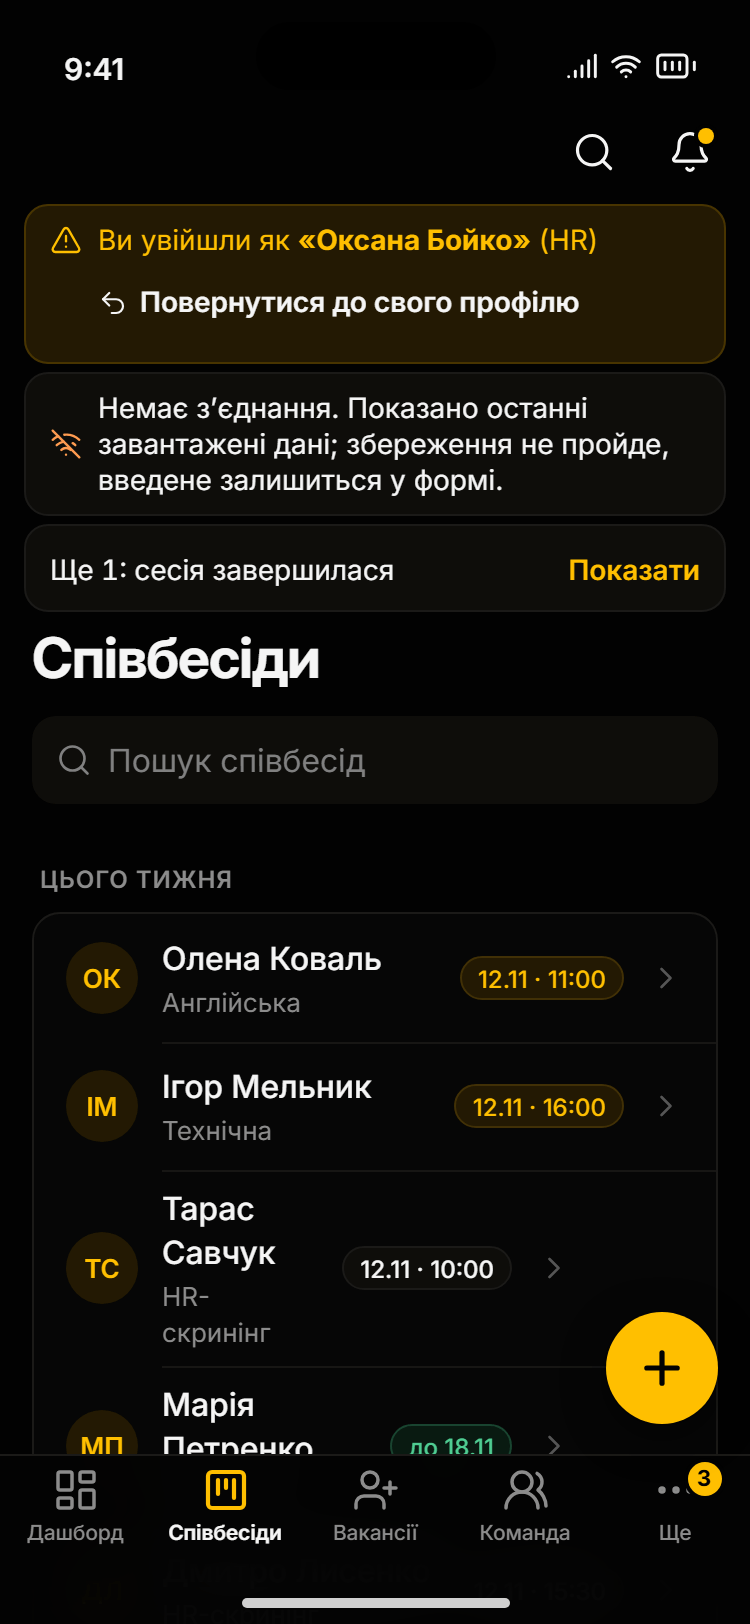 9:41
Ви увійшли як «Оксана Бойко» (HR)
Повернутися до свого профілю
Немає з’єднання. Показано останні
завантажені дані; збереження не пройде,
введене залишиться у формі.
Ще 1: сесія завершилася
Показати
Співбесіди
Пошук співбесід
ЦЬОГО ТИЖНЯ
ОК
Олена Коваль
Англійська
12.11 · 11:00
ІМ
Ігор Мельник
Технічна
12.11 · 16:00
ТС
Тарас
Савчук
HR-
скринінг
12.11 · 10:00
МП
Марія
Петренко
до 18.11
Дашборд
Співбесіди
Вакансії
Команда
Ще
3